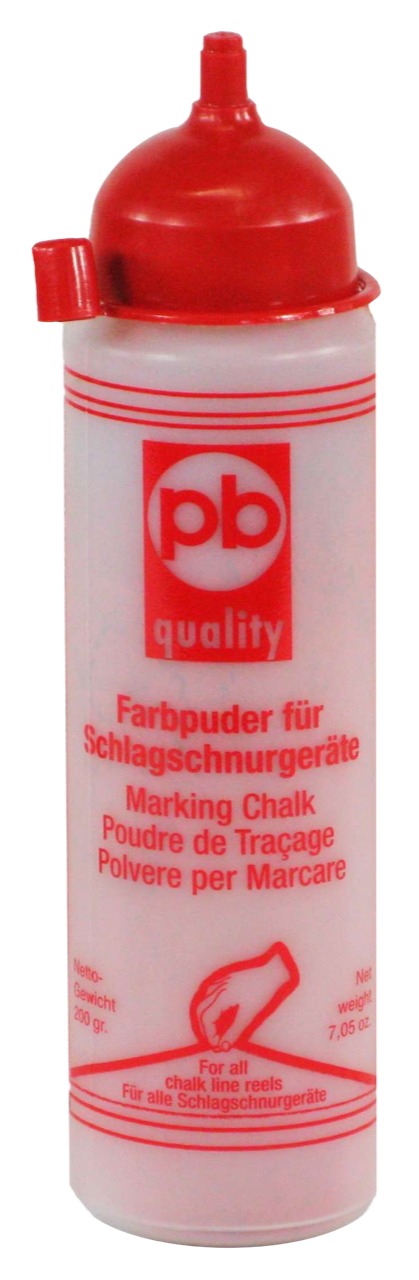 pb
quality
Farbpuder für
Schlagschnurgeräte
Marking Chalk
Poudre de Traçage
Polvere per Marcare
Netto-
Gewicht
200 gr.
Net
weight
7,05 oz.
For all
chalk line reels
Für alle Schlagschnurgeräte